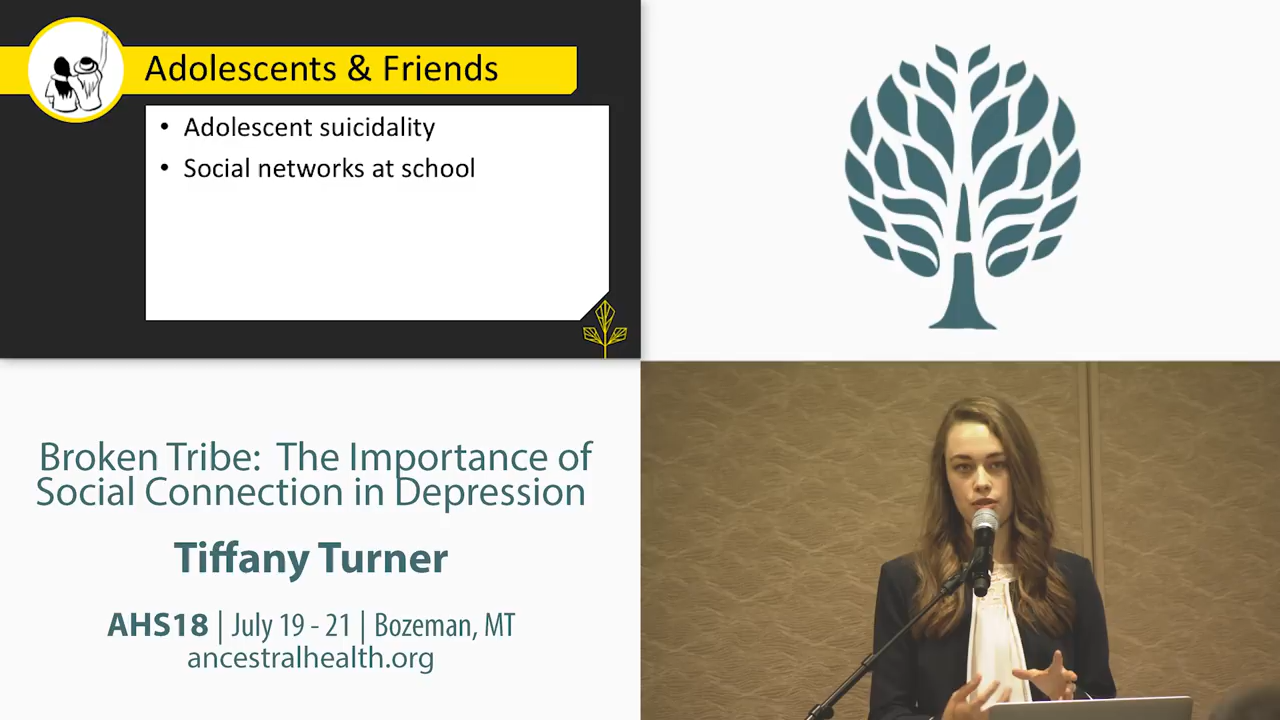 Adolescents & Friends
• Adolescent suicidality
• Social networks at school
Broken Tribe: The Importance of
Social Connection in Depression
Tiffany Turner
AHS18 | July 19 - 21 | Bozeman, MT
ancestralhealth.org